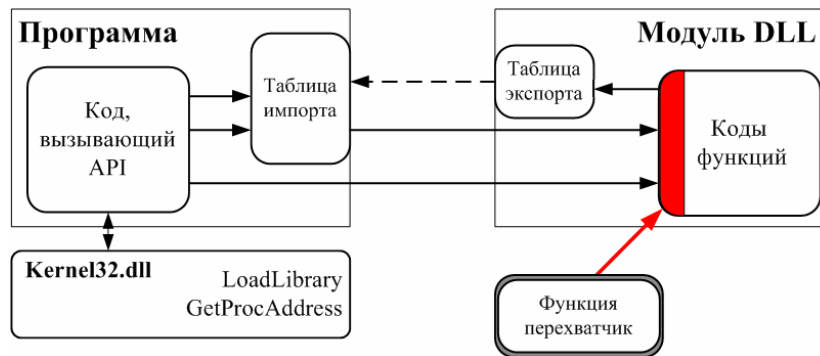 Программа
Модуль DLL
Код,
вызывающий
API
Таблица
импорта
Таблица
экспорта
Коды
функций
Kernel32.dll
LoadLibrary
GetProcAddress
Функция
перехватчик